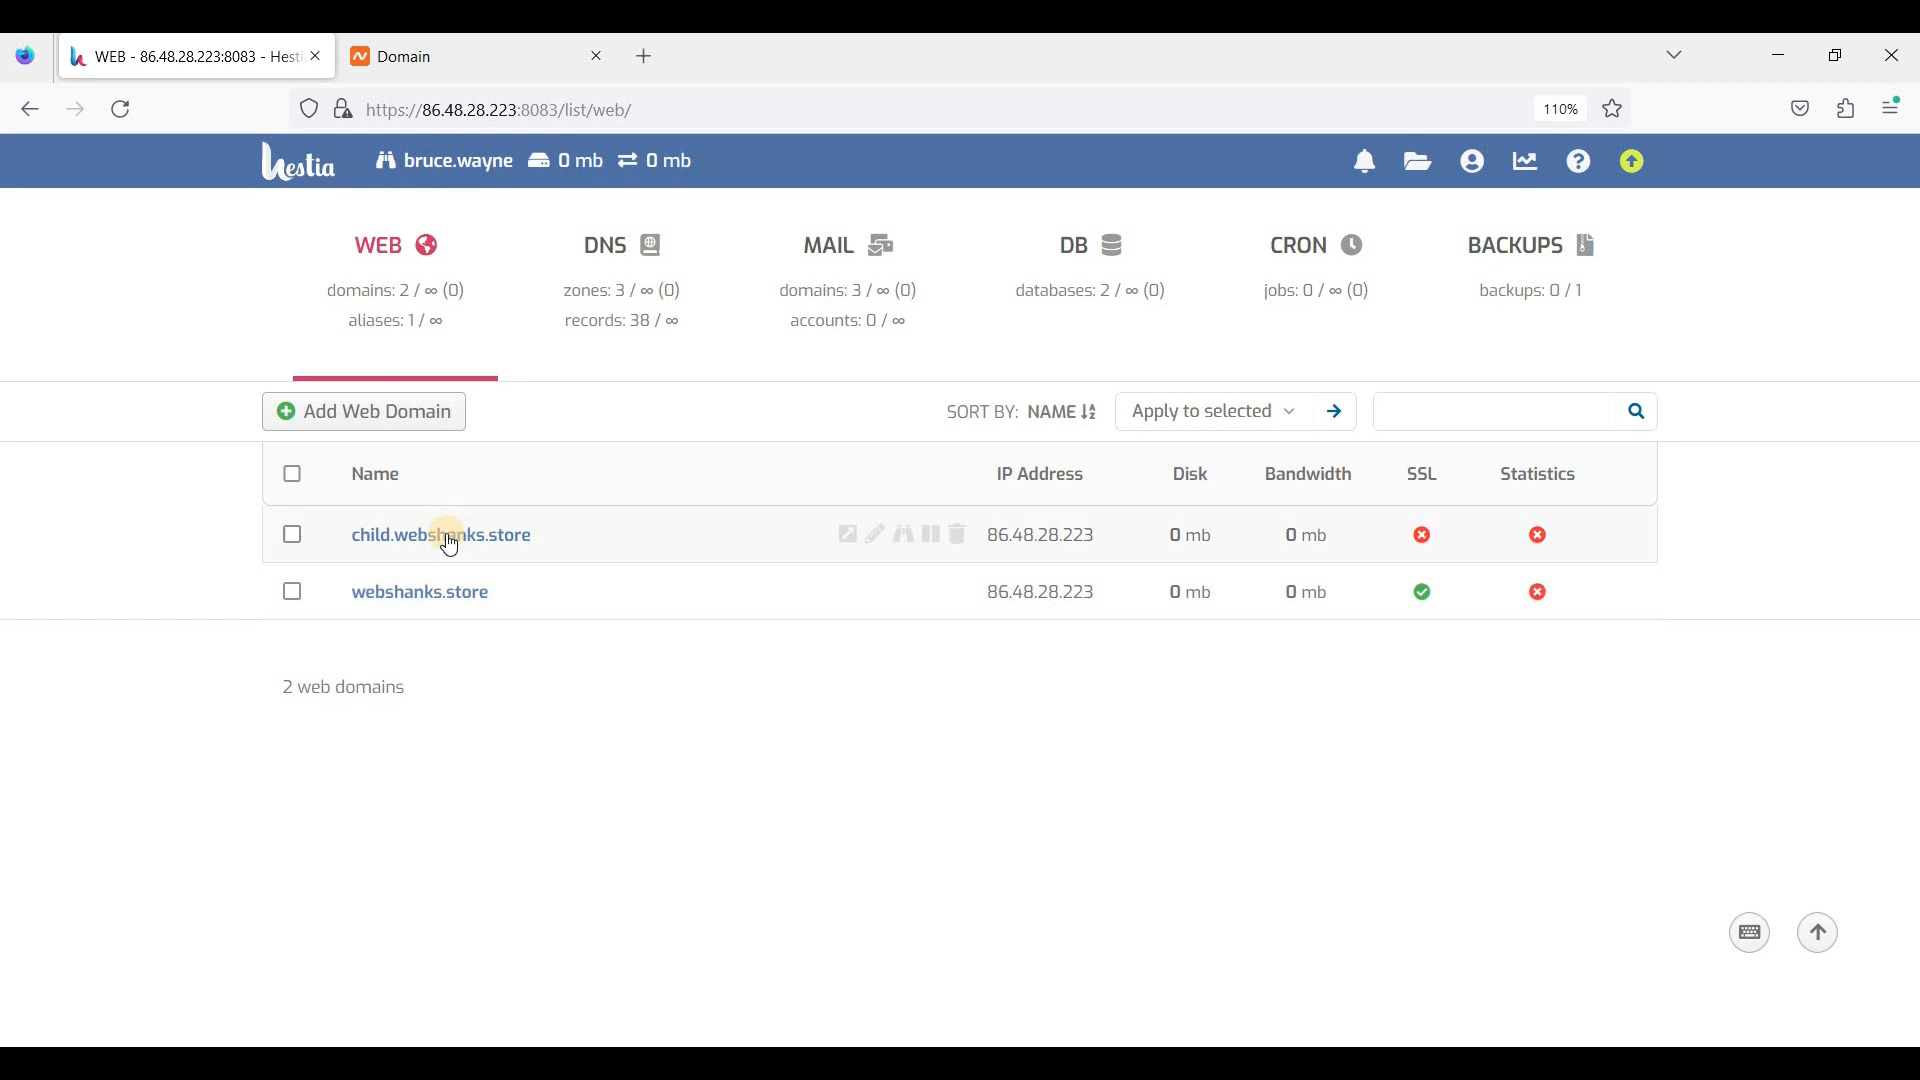 WEB - 86.48.28.223:8083 - Hesti
Domain
https://86.48.28.223:8083/list/web/
110%
hestia
bruce.wayne 0 mb 0 mb
WEB
domains: 2 / ∞ (0)
aliases: 1 / ∞
DNS
zones: 3 / ∞ (0)
records: 38 / ∞
MAIL
domains: 3 / ∞ (0)
accounts: 0 / ∞
DB
databases: 2 / ∞ (0)
CRON
jobs: 0 / ∞ (0)
BACKUPS
backups: 0 / 1
Add Web Domain
SORT BY: NAME
Apply to selected
Name IP Address Disk Bandwidth SSL Statistics
child.webshanks.store 86.48.28.223 0 mb 0 mb
webshanks.store 86.48.28.223 0 mb 0 mb
2 web domains